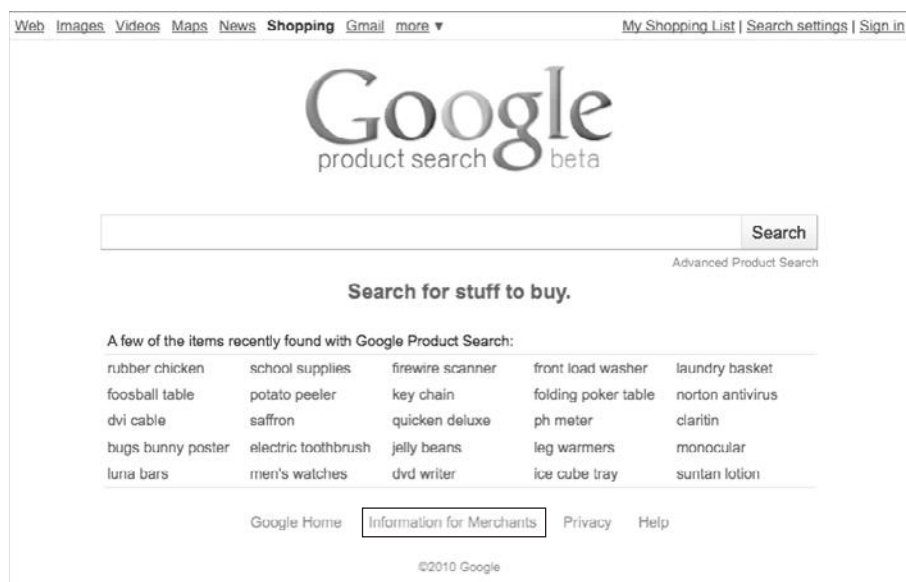 Web Images Videos Maps News Shopping Gmail more ▼ My Shopping List | Search settings | Sign in
Google
product search beta
Search
Advanced Product Search
Search for stuff to buy.
A few of the items recently found with Google Product Search:
rubber chicken school supplies firewire scanner front load washer laundry basket
foosball table potato peeler key chain folding poker table norton antivirus
dvi cable saffron quicken deluxe ph meter claritin
bugs bunny poster electric toothbrush jelly beans leg warmers monocular
luna bars men's watches dvd writer ice cube tray suntan lotion
Google Home Information for Merchants Privacy Help
©2010 Google